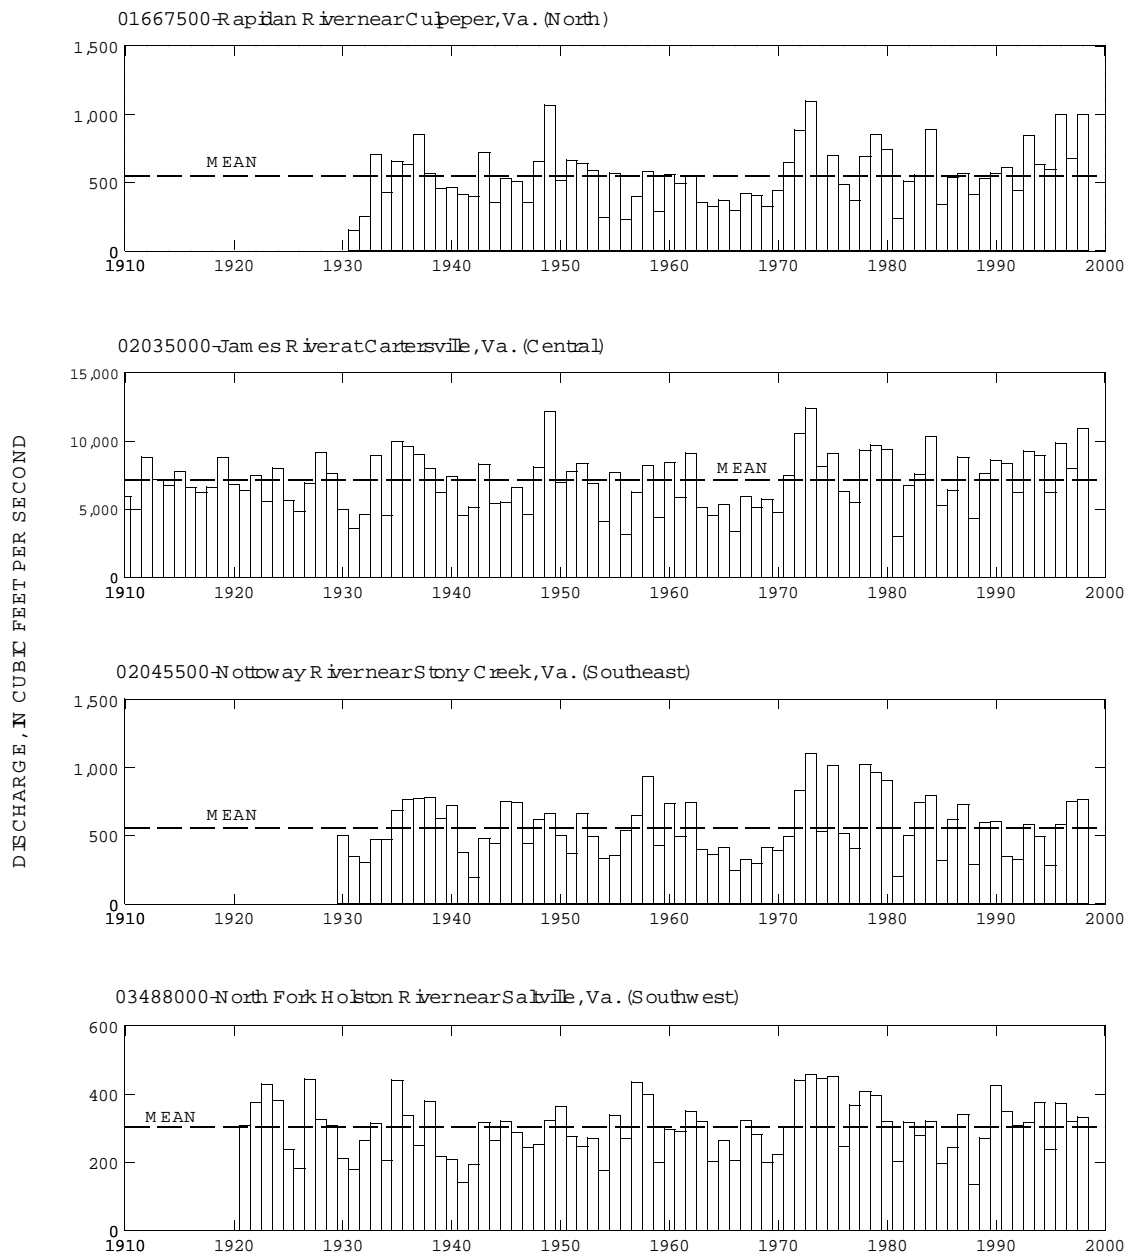 01667500-Rapidan River near Culpeper, Va. (North)
1,500
1,000
MEAN
500
0
1910 1920 1930 1940 1950 1960 1970 1980 1990 2000
02035000-James River at Cartersville, Va. (Central)
15,000
10,000
MEAN
5,000
0
1910 1920 1930 1940 1950 1960 1970 1980 1990 2000
DISCHARGE, IN CUBIC FEET PER SECOND
02045500-Nottoway River near Stony Creek, Va. (Southeast)
1,500
1,000
MEAN
500
0
1910 1920 1930 1940 1950 1960 1970 1980 1990 2000
03488000-North Fork Holston River near Saltville, Va. (Southwest)
600
400
MEAN
200
0
1910 1920 1930 1940 1950 1960 1970 1980 1990 2000